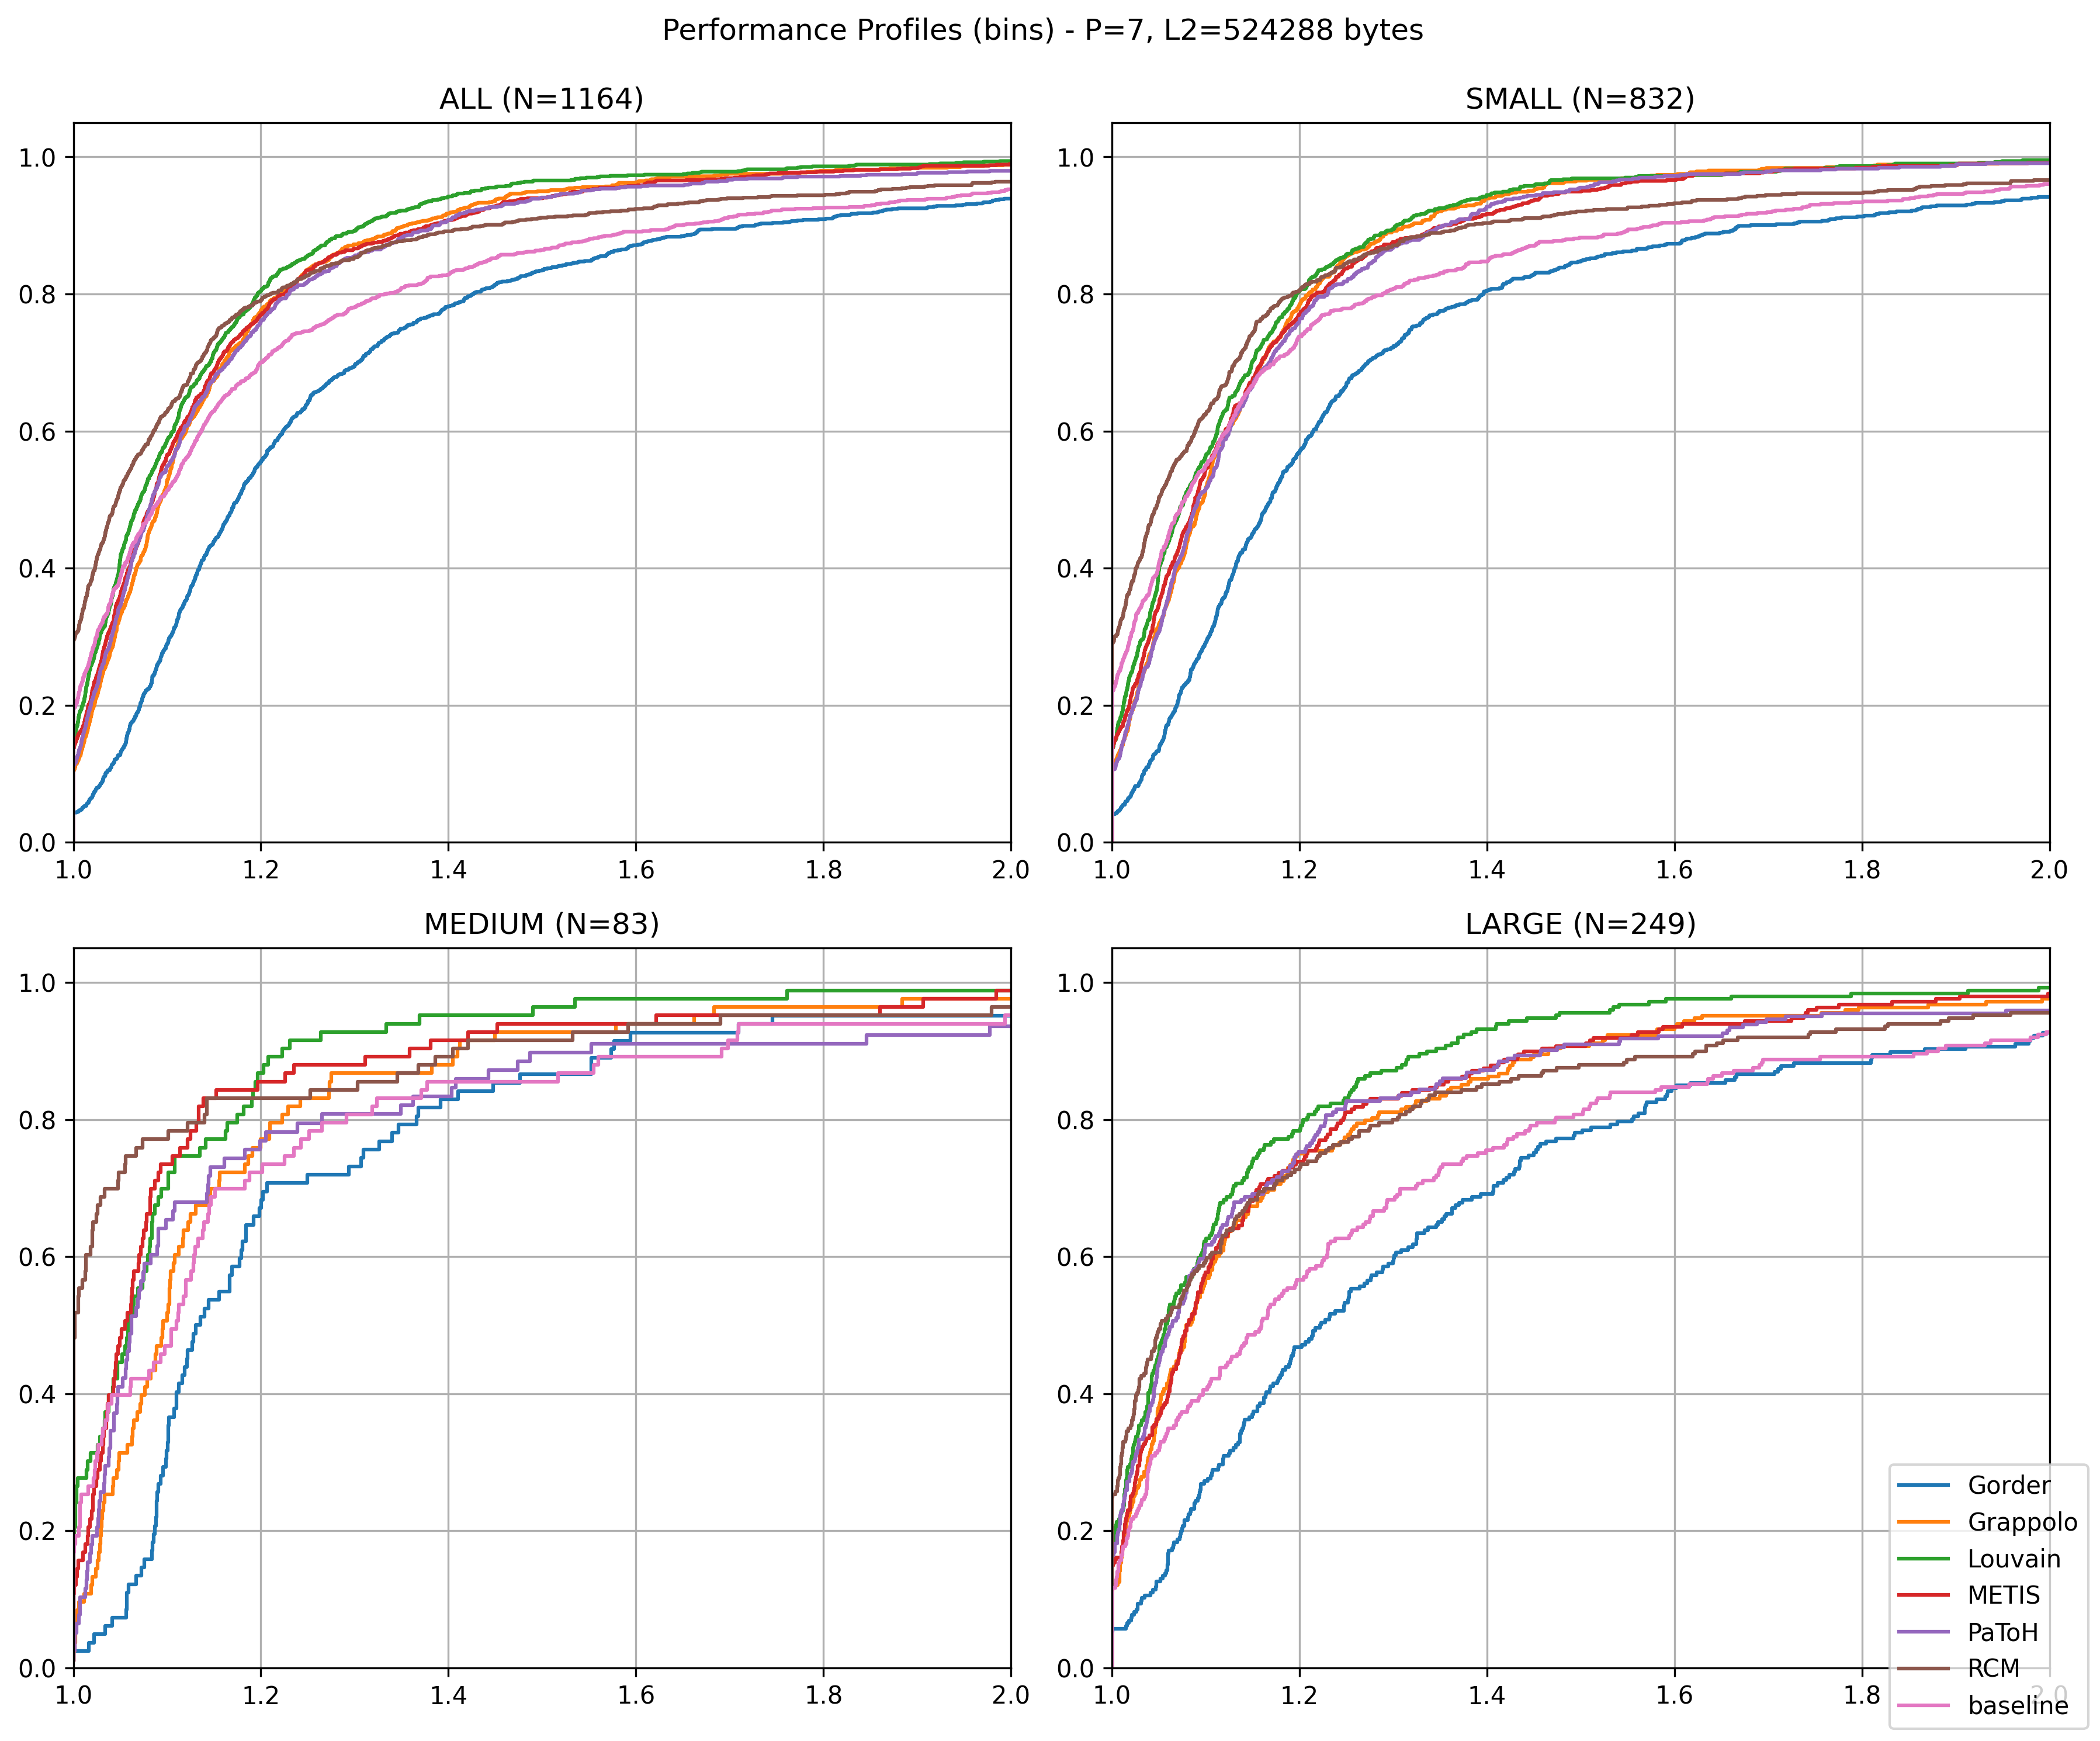 Performance Profiles (bins) - P=7, L2=524288 bytes
ALL (N=1164)
1.0
0.8
0.6
0.4
0.2
0.0
1.0 1.2 1.4 1.6 1.8 2.0
SMALL (N=832)
1.0
0.8
0.6
0.4
0.2
0.0
1.0 1.2 1.4 1.6 1.8 2.0
MEDIUM (N=83)
1.0
0.8
0.6
0.4
0.2
0.0
1.0 1.2 1.4 1.6 1.8 2.0
LARGE (N=249)
1.0
0.8
0.6
0.4
0.2
0.0
1.0 1.2 1.4 1.6 1.8 2.0
Gorder
Grappolo
Louvain
METIS
PaToH
RCM
baseline